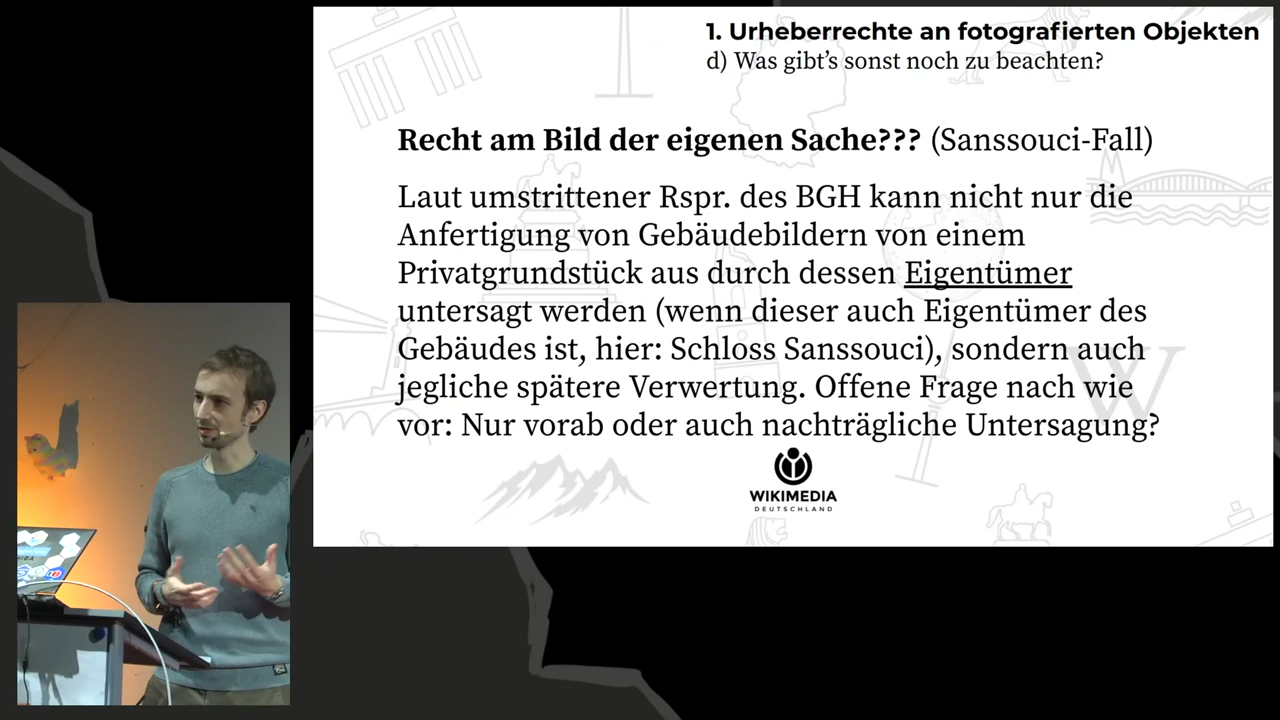 1. Urheberrechte an fotografierten Objekten
d) Was gibt's sonst noch zu beachten?
Recht am Bild der eigenen Sache??? (Sanssouci-Fall)
Laut umstrittener Rspr. des BGH kann nicht nur die
Anfertigung von Gebäudebildern von einem
Privatgrundstück aus durch dessen Eigentümer
untersagt werden (wenn dieser auch Eigentümer des
Gebäudes ist, hier: Schloss Sanssouci), sondern auch
jegliche spätere Verwertung. Offene Frage nach wie
vor: Nur vorab oder auch nachträgliche Untersagung?
W
WIKIMEDIA
DEUTSCHLAND